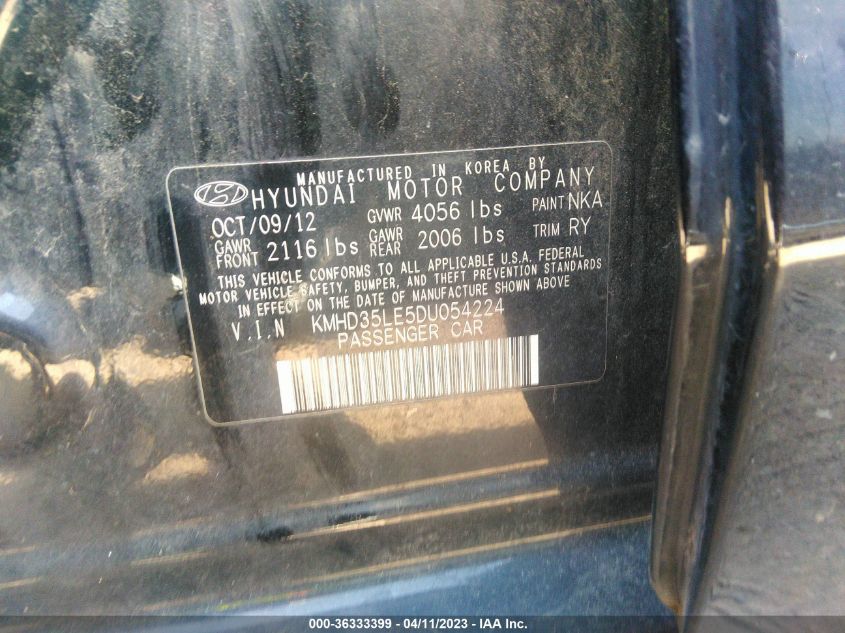 MANUFACTURED IN KOREA BY
HYUNDAI MOTOR COMPANY
OCT/09/12 GVWR 4056 lbs PAINT NKA
GAWR FRONT 2116 lbs GAWR REAR 2006 lbs TRIM RY
THIS VEHICLE CONFORMS TO ALL APPLICABLE U.S.A. FEDERAL
MOTOR VEHICLE SAFETY, BUMPER, AND THEFT PREVENTION STANDARDS
IN EFFECT ON THE DATE OF MANUFACTURE SHOWN ABOVE
V.I.N KMHD35LE5DU054224
PASSENGER CAR
000-36333399 - 04/11/2023 - IAA Inc.